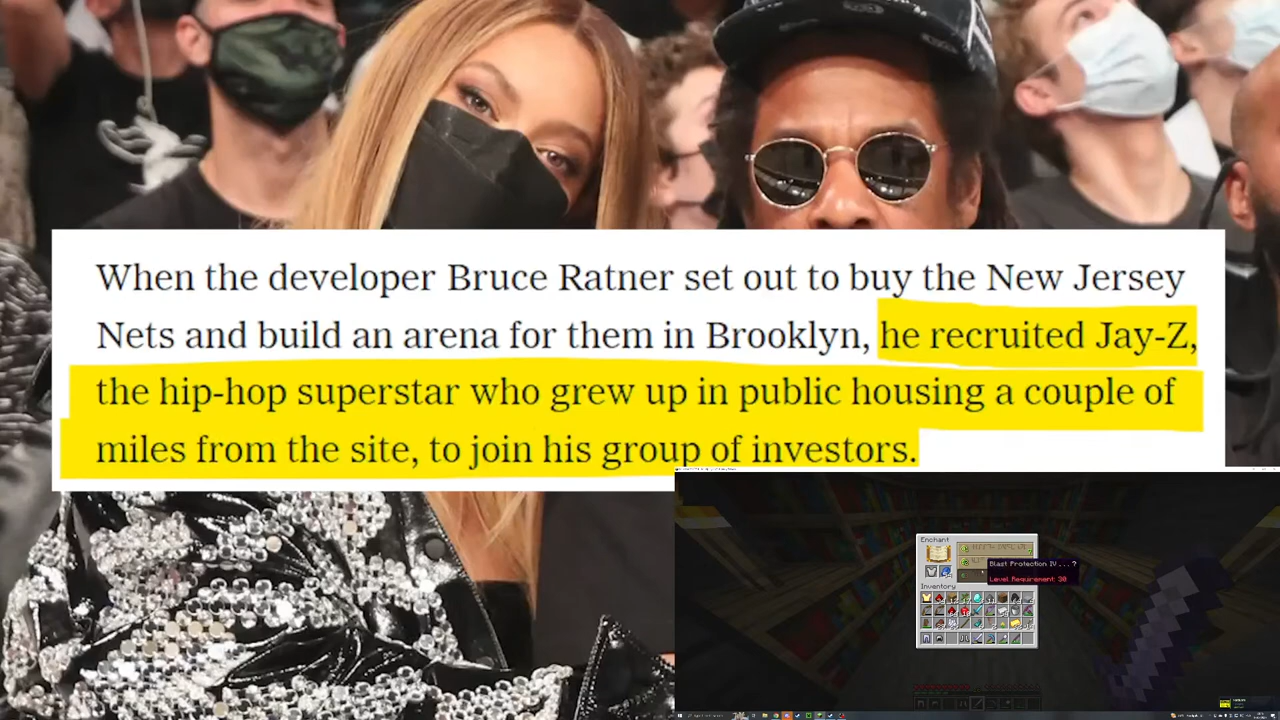 When the developer Bruce Ratner set out to buy the New Jersey
Nets and build an arena for them in Brooklyn, he recruited Jay-Z,
the hip-hop superstar who grew up in public housing a couple of
miles from the site, to join his group of investors.
Enchant
Blast Protection IV . . . ?
Level Requirement: 30
Inventory